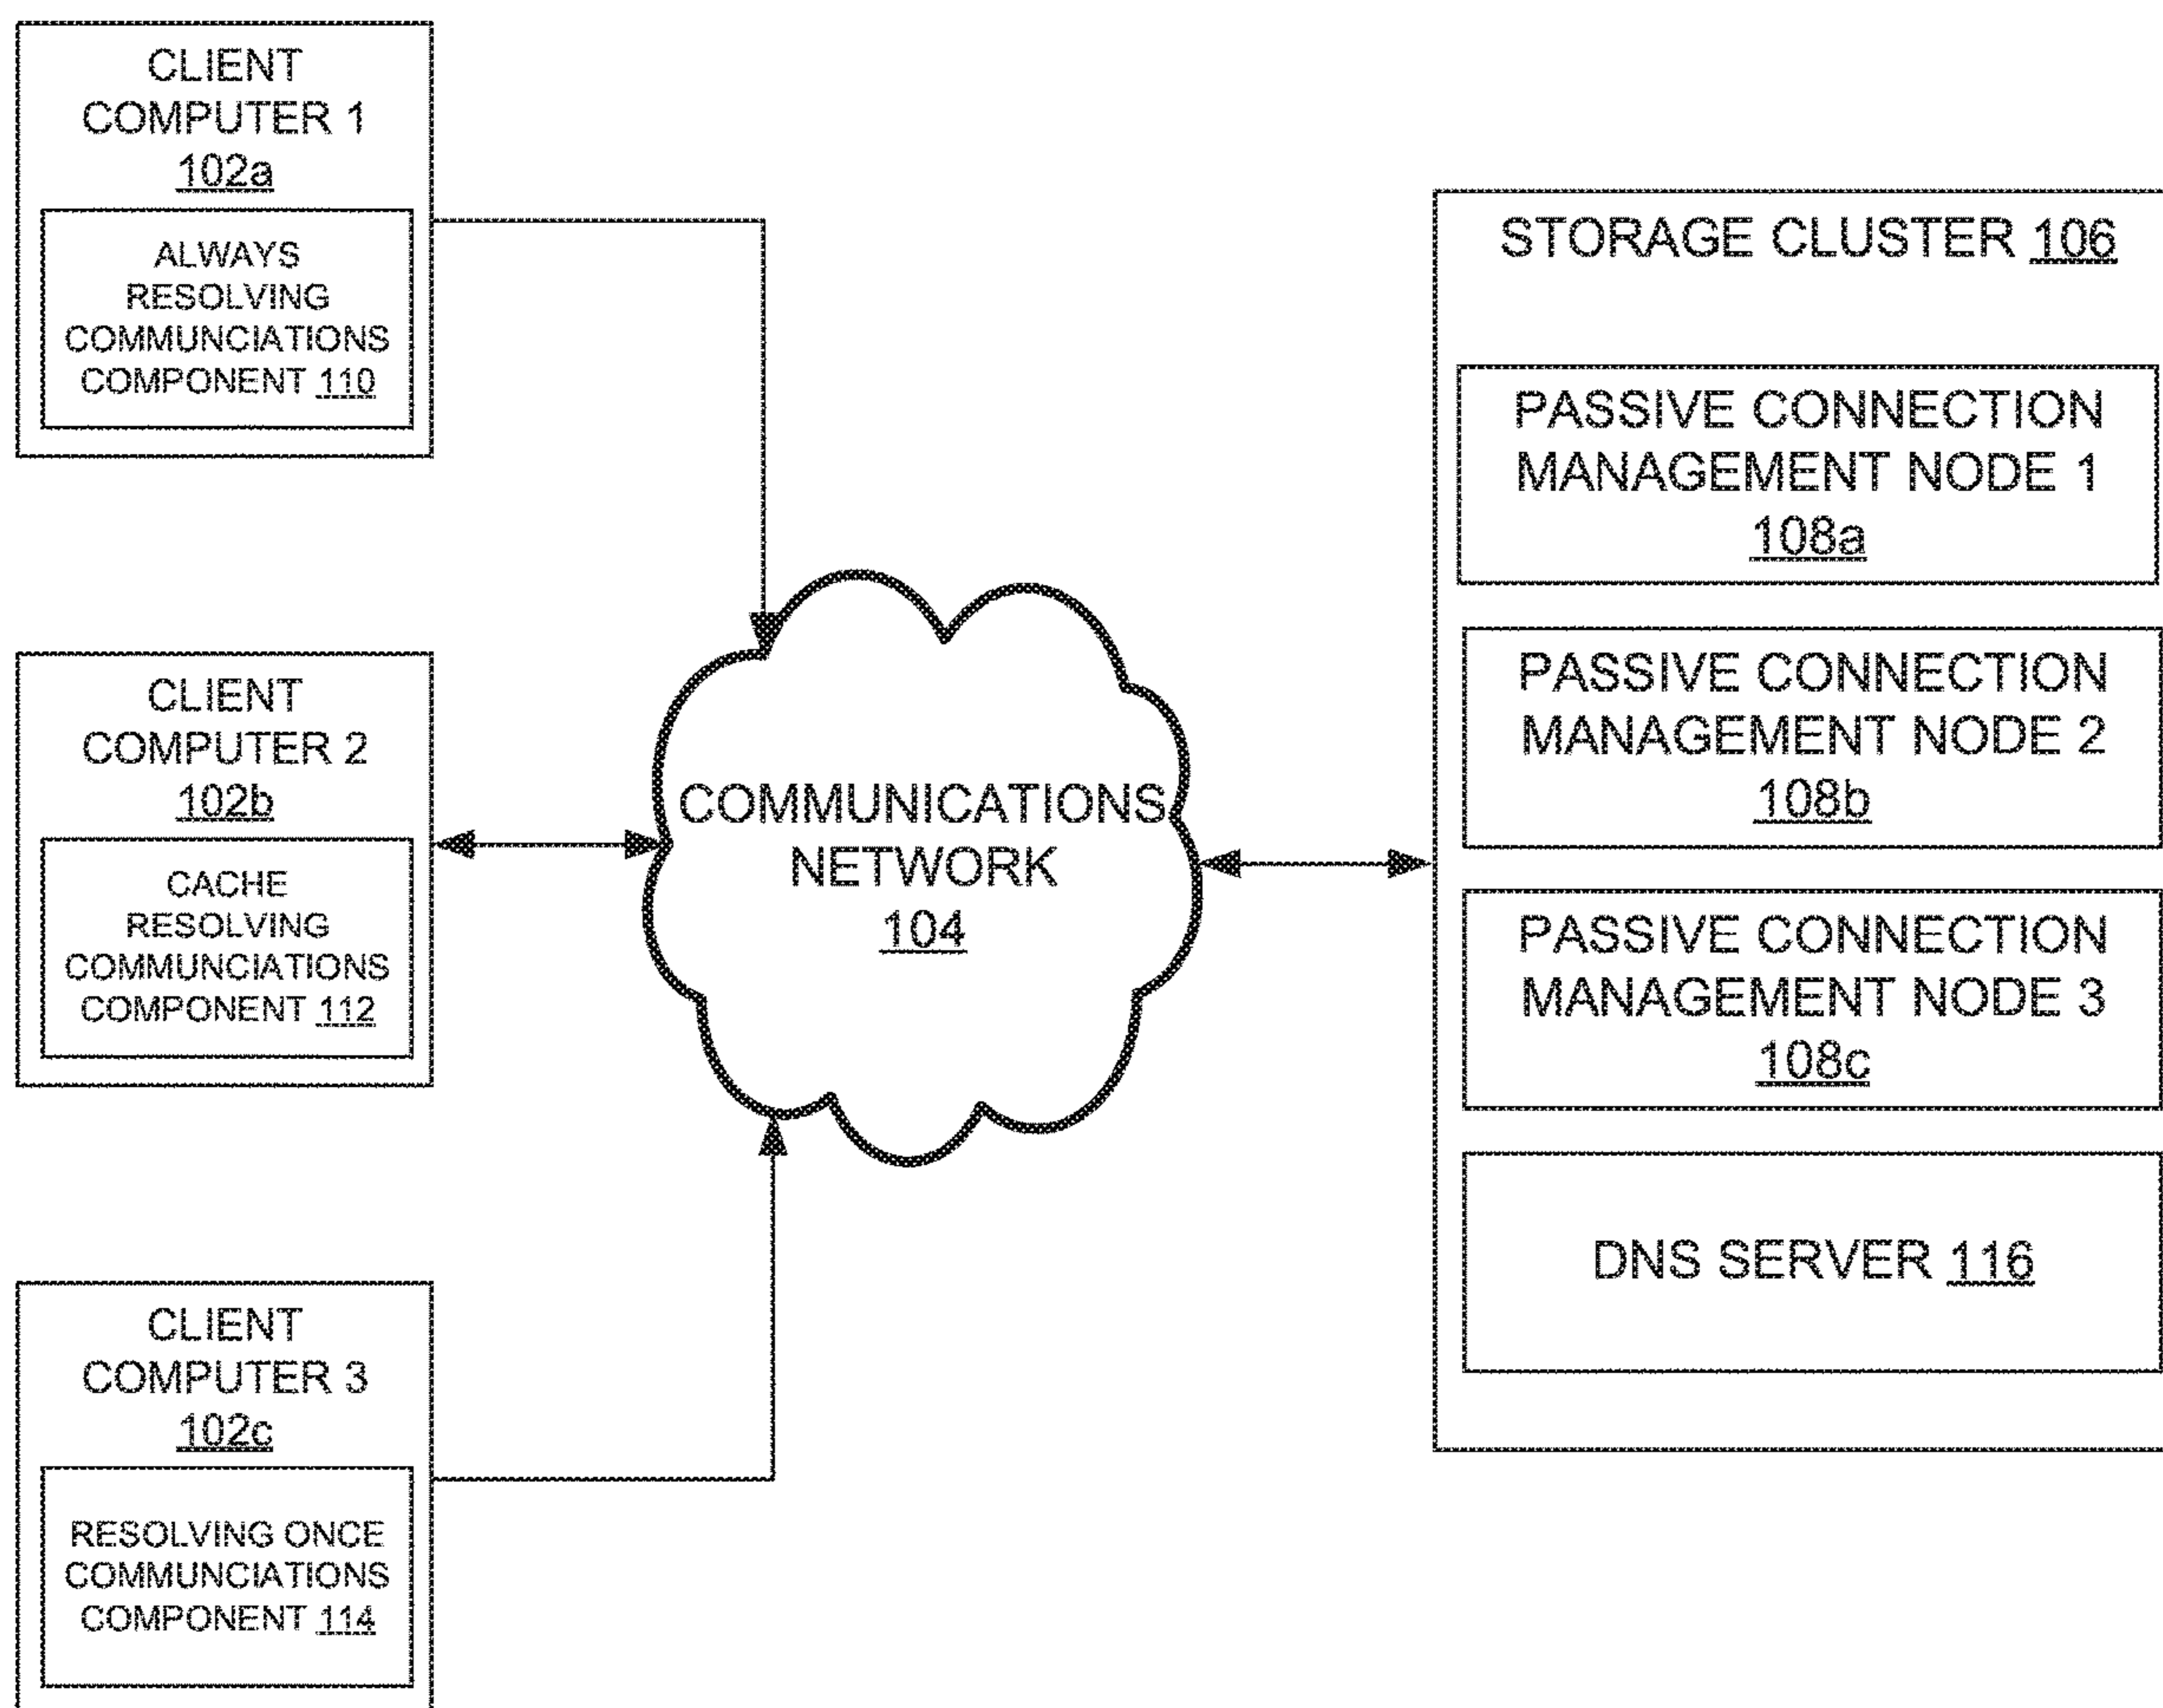 CLIENT
COMPUTER 1
102a
ALWAYS
RESOLVING
COMMUNCIATIONS
COMPONENT 110
CLIENT
COMPUTER 2
102b
CACHE
RESOLVING
COMMUNCIATIONS
COMPONENT 112
CLIENT
COMPUTER 3
102c
RESOLVING ONCE
COMMUNCIATIONS
COMPONENT 114
COMMUNICATIONS
NETWORK
104
STORAGE CLUSTER 106
PASSIVE CONNECTION
MANAGEMENT NODE 1
108a
PASSIVE CONNECTION
MANAGEMENT NODE 2
108b
PASSIVE CONNECTION
MANAGEMENT NODE 3
108c
DNS SERVER 116